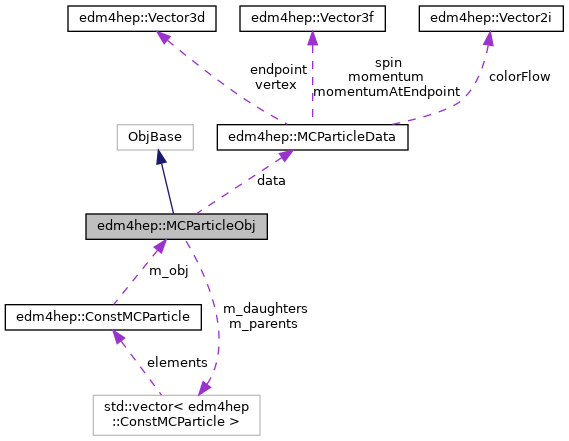 edm4hep::Vector3d
edm4hep::Vector3f
edm4hep::Vector2i
endpoint
vertex
spin
momentum
momentumAtEndpoint
colorFlow
ObjBase
edm4hep::MCParticleData
data
edm4hep::MCParticleObj
m_obj
m_daughters
m_parents
edm4hep::ConstMCParticle
elements
std::vector< edm4hep
::ConstMCParticle >